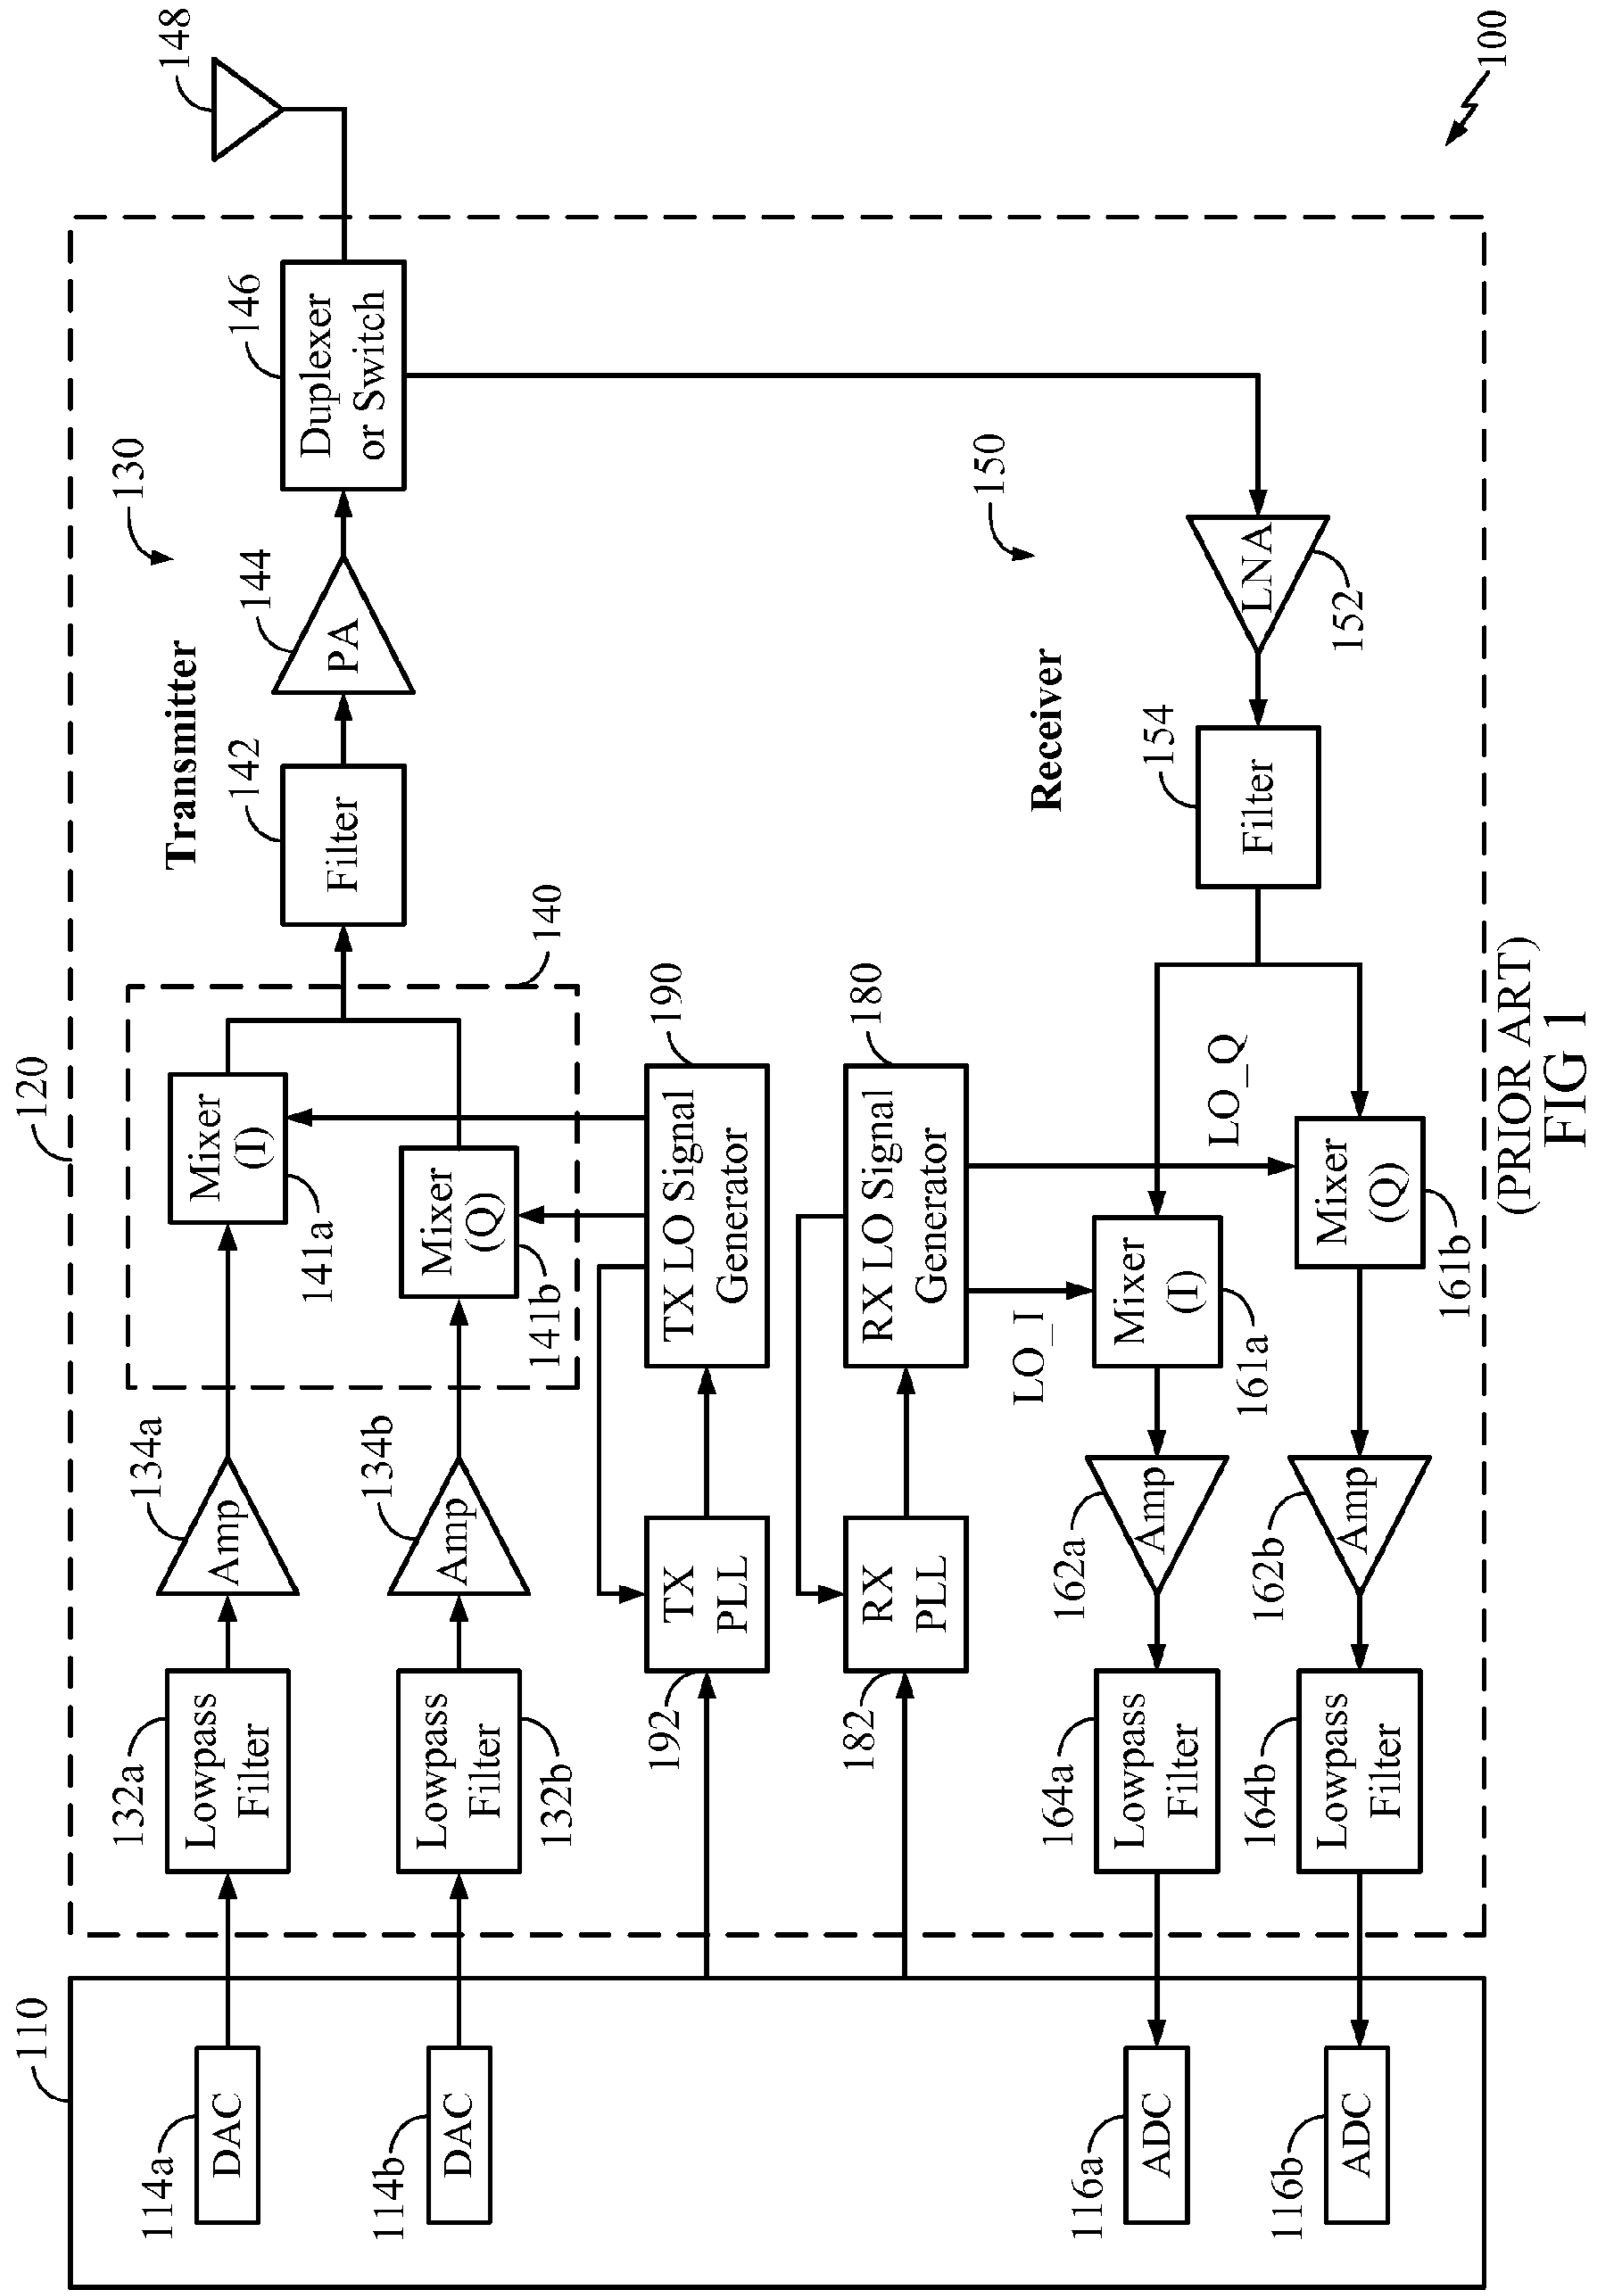 110
120
148
114a
DAC
132a
Lowpass
Filter
134a
Amp
Mixer
(I)
141a
Transmitter
130
142
Filter
144
PA
146
Duplexer
or Switch
114b
DAC
132b
Lowpass
Filter
134b
Amp
Mixer
(Q)
141b
140
192
TX
PLL
190
TX LO Signal
Generator
182
RX
PLL
180
RX LO Signal
Generator
LO_I
LO_Q
Receiver
150
116a
ADC
164a
Lowpass
Filter
162a
Amp
Mixer
(I)
161a
154
Filter
LNA
152
116b
ADC
164b
Lowpass
Filter
162b
Amp
Mixer
(Q)
161b
100
(PRIOR ART)
FIG 1